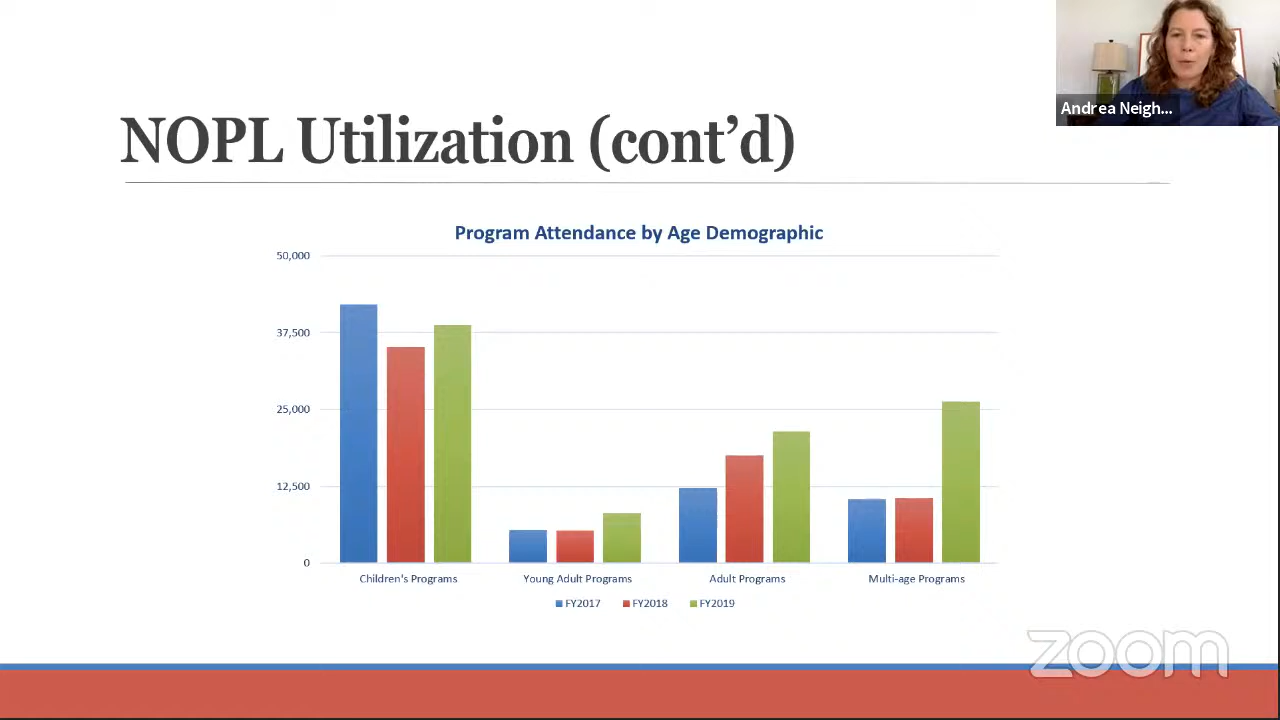 Andrea Neigh...
NOPL Utilization (cont’d)
Program Attendance by Age Demographic
50,000
37,500
25,000
12,500
0
Children's Programs
Young Adult Programs
Adult Programs
Multi-age Programs
FY2017
FY2018
FY2019
zoom